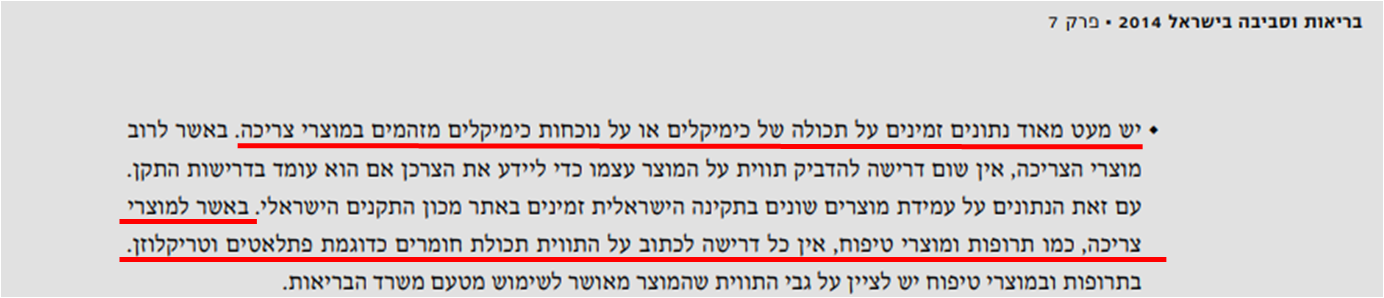 בריאות וסביבה בישראל 2014 • פרק 7
◆ יש מעט מאוד נתונים זמינים על תכולה של כימיקלים או על נוכחות כימיקלים מזהמים במוצרי צריכה. באשר לרוב
מוצרי הצריכה, אין שום דרישה להדביק תווית על המוצר עצמו כדי ליידע את הצרכן אם הוא עומד בדרישות התקן.
עם זאת הנתונים על עמידת מוצרים שונים בתקינה הישראלית זמינים באתר מכון התקנים הישראלי. באשר למוצרי
צריכה, כמו תרופות ומוצרי טיפוח, אין כל דרישה לכתוב על התווית תכולת חומרים כדוגמת פתלאטים וטריקלוזן.
בתרופות ובמוצרי טיפוח יש לציין על גבי התווית שהמוצר מאושר לשימוש מטעם משרד הבריאות.